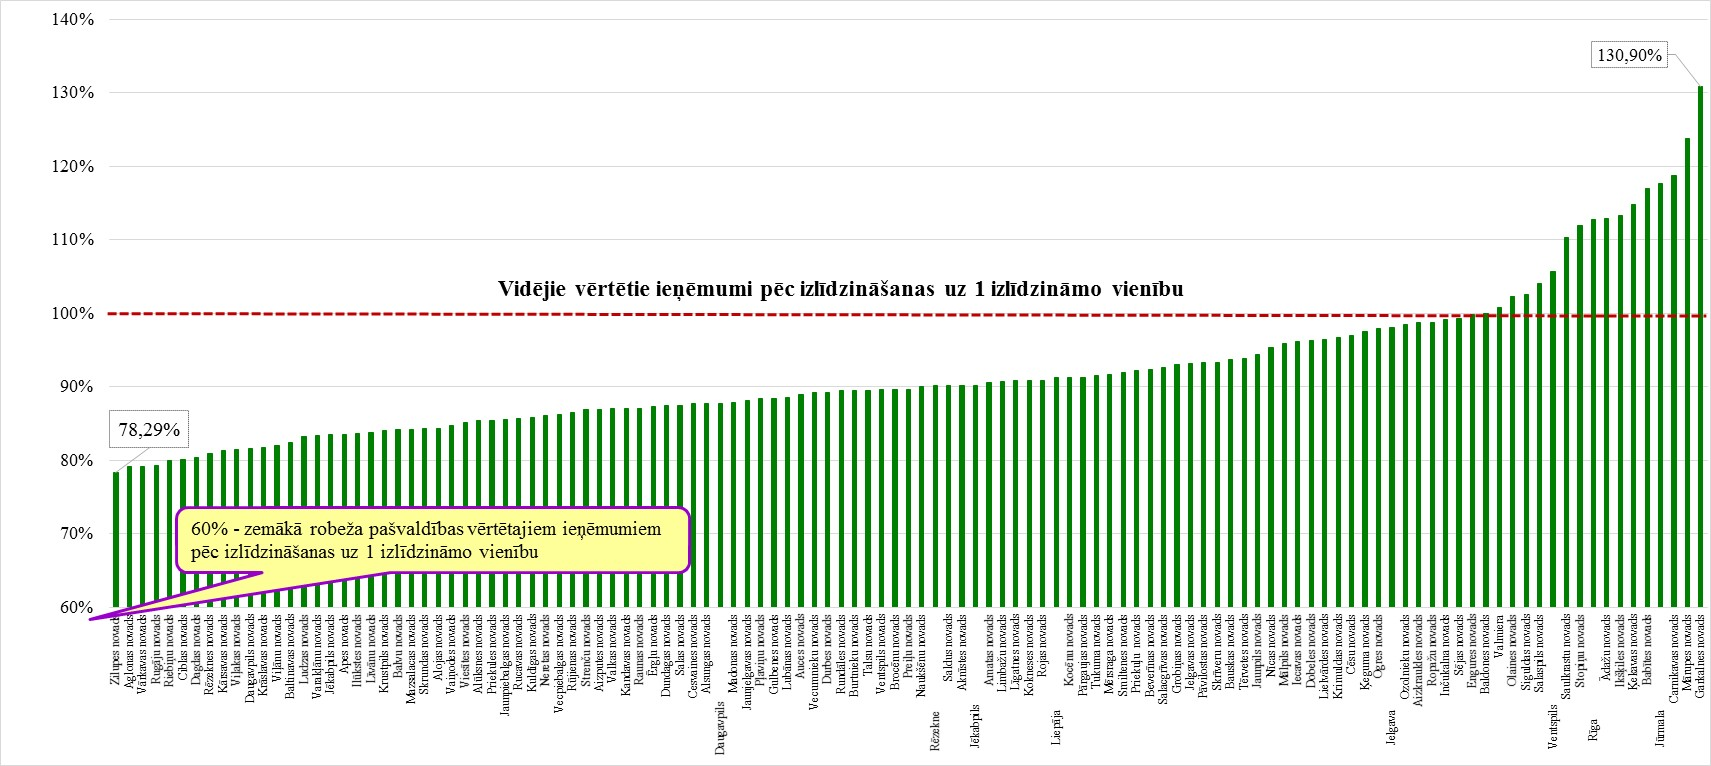 140%
130%
120%
110%
100%
90%
80%
70%
60%
130,90%
Vidējie vērtētie ieņēmumi pēc izlīdzināšanas uz 1 izlīdzināmo vienību
78,29%
60% - zemākā robeža pašvaldības vērtētajiem ieņēmumiem
pēc izlīdzināšanas uz 1 izlīdzināmo vienību
Zilupes novads
Aglonas novads
Vārkavas novads
Rugāju novads
Riebiņu novads
Ciblas novads
Dagdas novads
Rēzeknes novads
Kārsavas novads
Viļakas novads
Daugavpils novads
Krāslavas novads
Viļānu novads
Baltinavas novads
Ludzas novads
Varakļānu novads
Jēkabpils novads
Apes novads
Ilūkstes novads
Līvānu novads
Krustpils novads
Balvu novads
Mazsalacas novads
Skrundas novads
Alojas novads
Vaiņodes novads
Viesītes novads
Alūksnes novads
Priekules novads
Jaunpiebalgas novads
Rucavas novads
Kuldīgas novads
Neretas novads
Vecpiebalgas novads
Rūjienas novads
Strenču novads
Aizputes novads
Valkas novads
Kandavas novads
Raunas novads
Ērgļu novads
Dundagas novads
Salas novads
Cesvaines novads
Alsungas novads
Daugavpils
Madonas novads
Jaunjelgavas novads
Pļaviņu novads
Gulbenes novads
Lubānas novads
Auces novads
Vecumnieku novads
Durbes novads
Rundāles novads
Burtnieku novads
Talsu novads
Ventspils novads
Brocēnu novads
Preiļu novads
Naukšēnu novads
Rēzekne
Saldus novads
Aknīstes novads
Jēkabpils
Amatas novads
Limbažu novads
Līgatnes novads
Kokneses novads
Rojas novads
Liepāja
Kocēnu novads
Pārgaujas novads
Tukuma novads
Mērsraga novads
Smiltenes novads
Priekuļu novads
Beverīnas novads
Salacgrīvas novads
Grobiņas novads
Jelgavas novads
Pāvilostas novads
Skrīveru novads
Bauskas novads
Tērvetes novads
Jaunpils novads
Nīcas novads
Mālpils novads
Iecavas novads
Dobeles novads
Lielvārdes novads
Krimuldas novads
Cēsu novads
Ķeguma novads
Ogres novads
Jelgava
Ozolnieku novads
Aizkraukles novads
Ropažu novads
Inčukalna novads
Sējas novads
Engures novads
Baldones novads
Valmiera
Olaines novads
Siguldas novads
Salaspils novads
Ventspils
Saulkrastu novads
Stopiņu novads
Rīga
Ādažu novads
Ikšķiles novads
Ķekavas novads
Babītes novads
Jūrmala
Carnikavas novads
Mārupes novads
Garkalnes novads